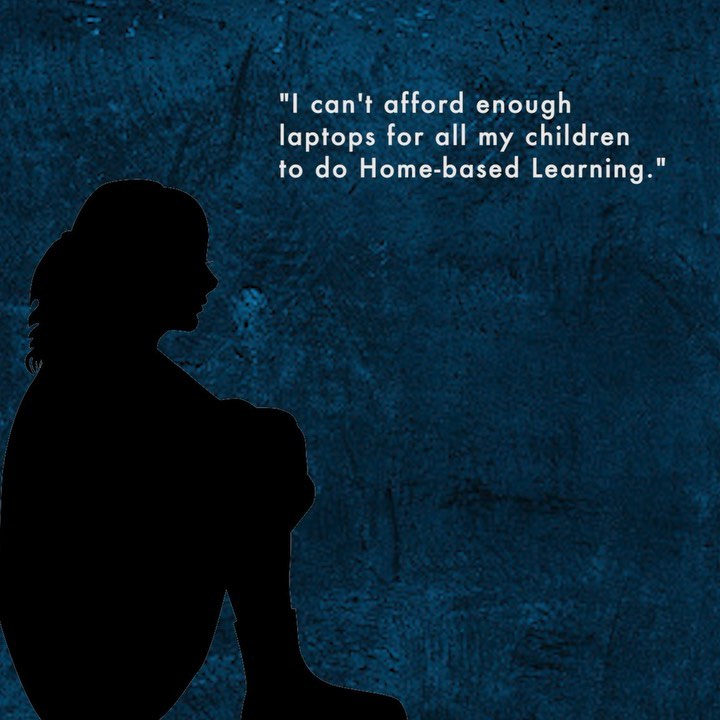 "I can't afford enough
laptops for all my children
to do Home-based Learning."